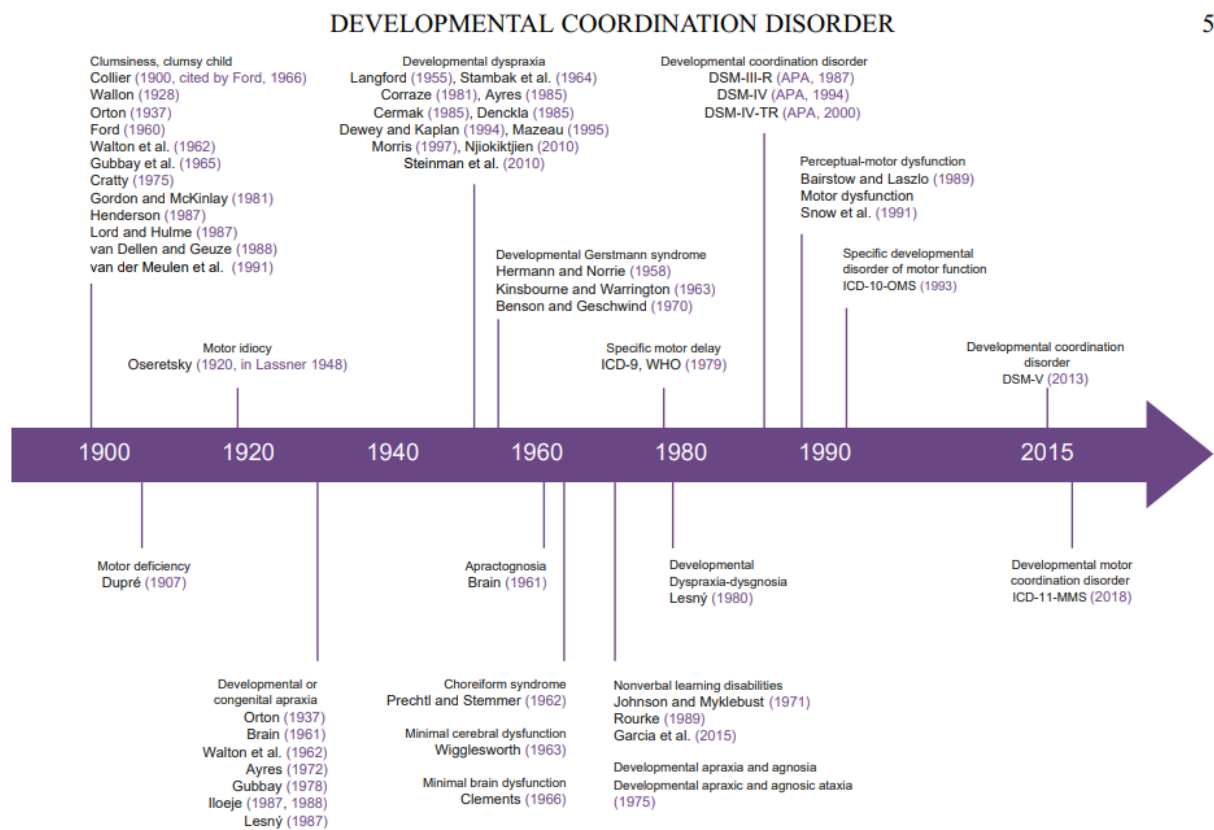 DEVELOPMENTAL COORDINATION DISORDER 5
Clumsiness, clumsy child
Collier (1900, cited by Ford, 1966)
Wallon (1928)
Orton (1937)
Ford (1960)
Walton et al. (1962)
Gubbay et al. (1965)
Cratty (1975)
Gordon and McKinlay (1981)
Henderson (1987)
Lord and Hulme (1987)
van Dellen and Geuze (1988)
van der Meulen et al. (1991)
Developmental dyspraxia
Langford (1955), Stambak et al. (1964)
Corraze (1981), Ayres (1985)
Cermak (1985), Denckla (1985)
Dewey and Kaplan (1994), Mazeau (1995)
Morris (1997), Njiokiktjien (2010)
Steinman et al. (2010)
Developmental coordination disorder
DSM-III-R (APA, 1987)
DSM-IV (APA, 1994)
DSM-IV-TR (APA, 2000)
Perceptual-motor dysfunction
Bairstow and Laszlo (1989)
Motor dysfunction
Snow et al. (1991)
Developmental Gerstmann syndrome
Hermann and Norrie (1958)
Kinsbourne and Warrington (1963)
Benson and Geschwind (1970)
Specific developmental
disorder of motor function
ICD-10-OMS (1993)
Motor idiocy
Oseretsky (1920, in Lassner 1948)
Specific motor delay
ICD-9, WHO (1979)
Developmental coordination
disorder
DSM-V (2013)
1900 1920 1940 1960 1980 1990 2015
Motor deficiency
Dupré (1907)
Apractognosia
Brain (1961)
Developmental
Dyspraxia-dysgnosia
Lesný (1980)
Developmental motor
coordination disorder
ICD-11-MMS (2018)
Developmental or
congenital apraxia
Orton (1937)
Brain (1961)
Walton et al. (1962)
Ayres (1972)
Gubbay (1978)
Iloeje (1987, 1988)
Lesný (1987)
Choreiform syndrome
Prechtl and Stemmer (1962)
Minimal cerebral dysfunction
Wigglesworth (1963)
Minimal brain dysfunction
Clements (1966)
Nonverbal learning disabilities
Johnson and Myklebust (1971)
Rourke (1989)
Garcia et al. (2015)
Developmental apraxia and agnosia
Developmental apraxic and agnosic ataxia
(1975)